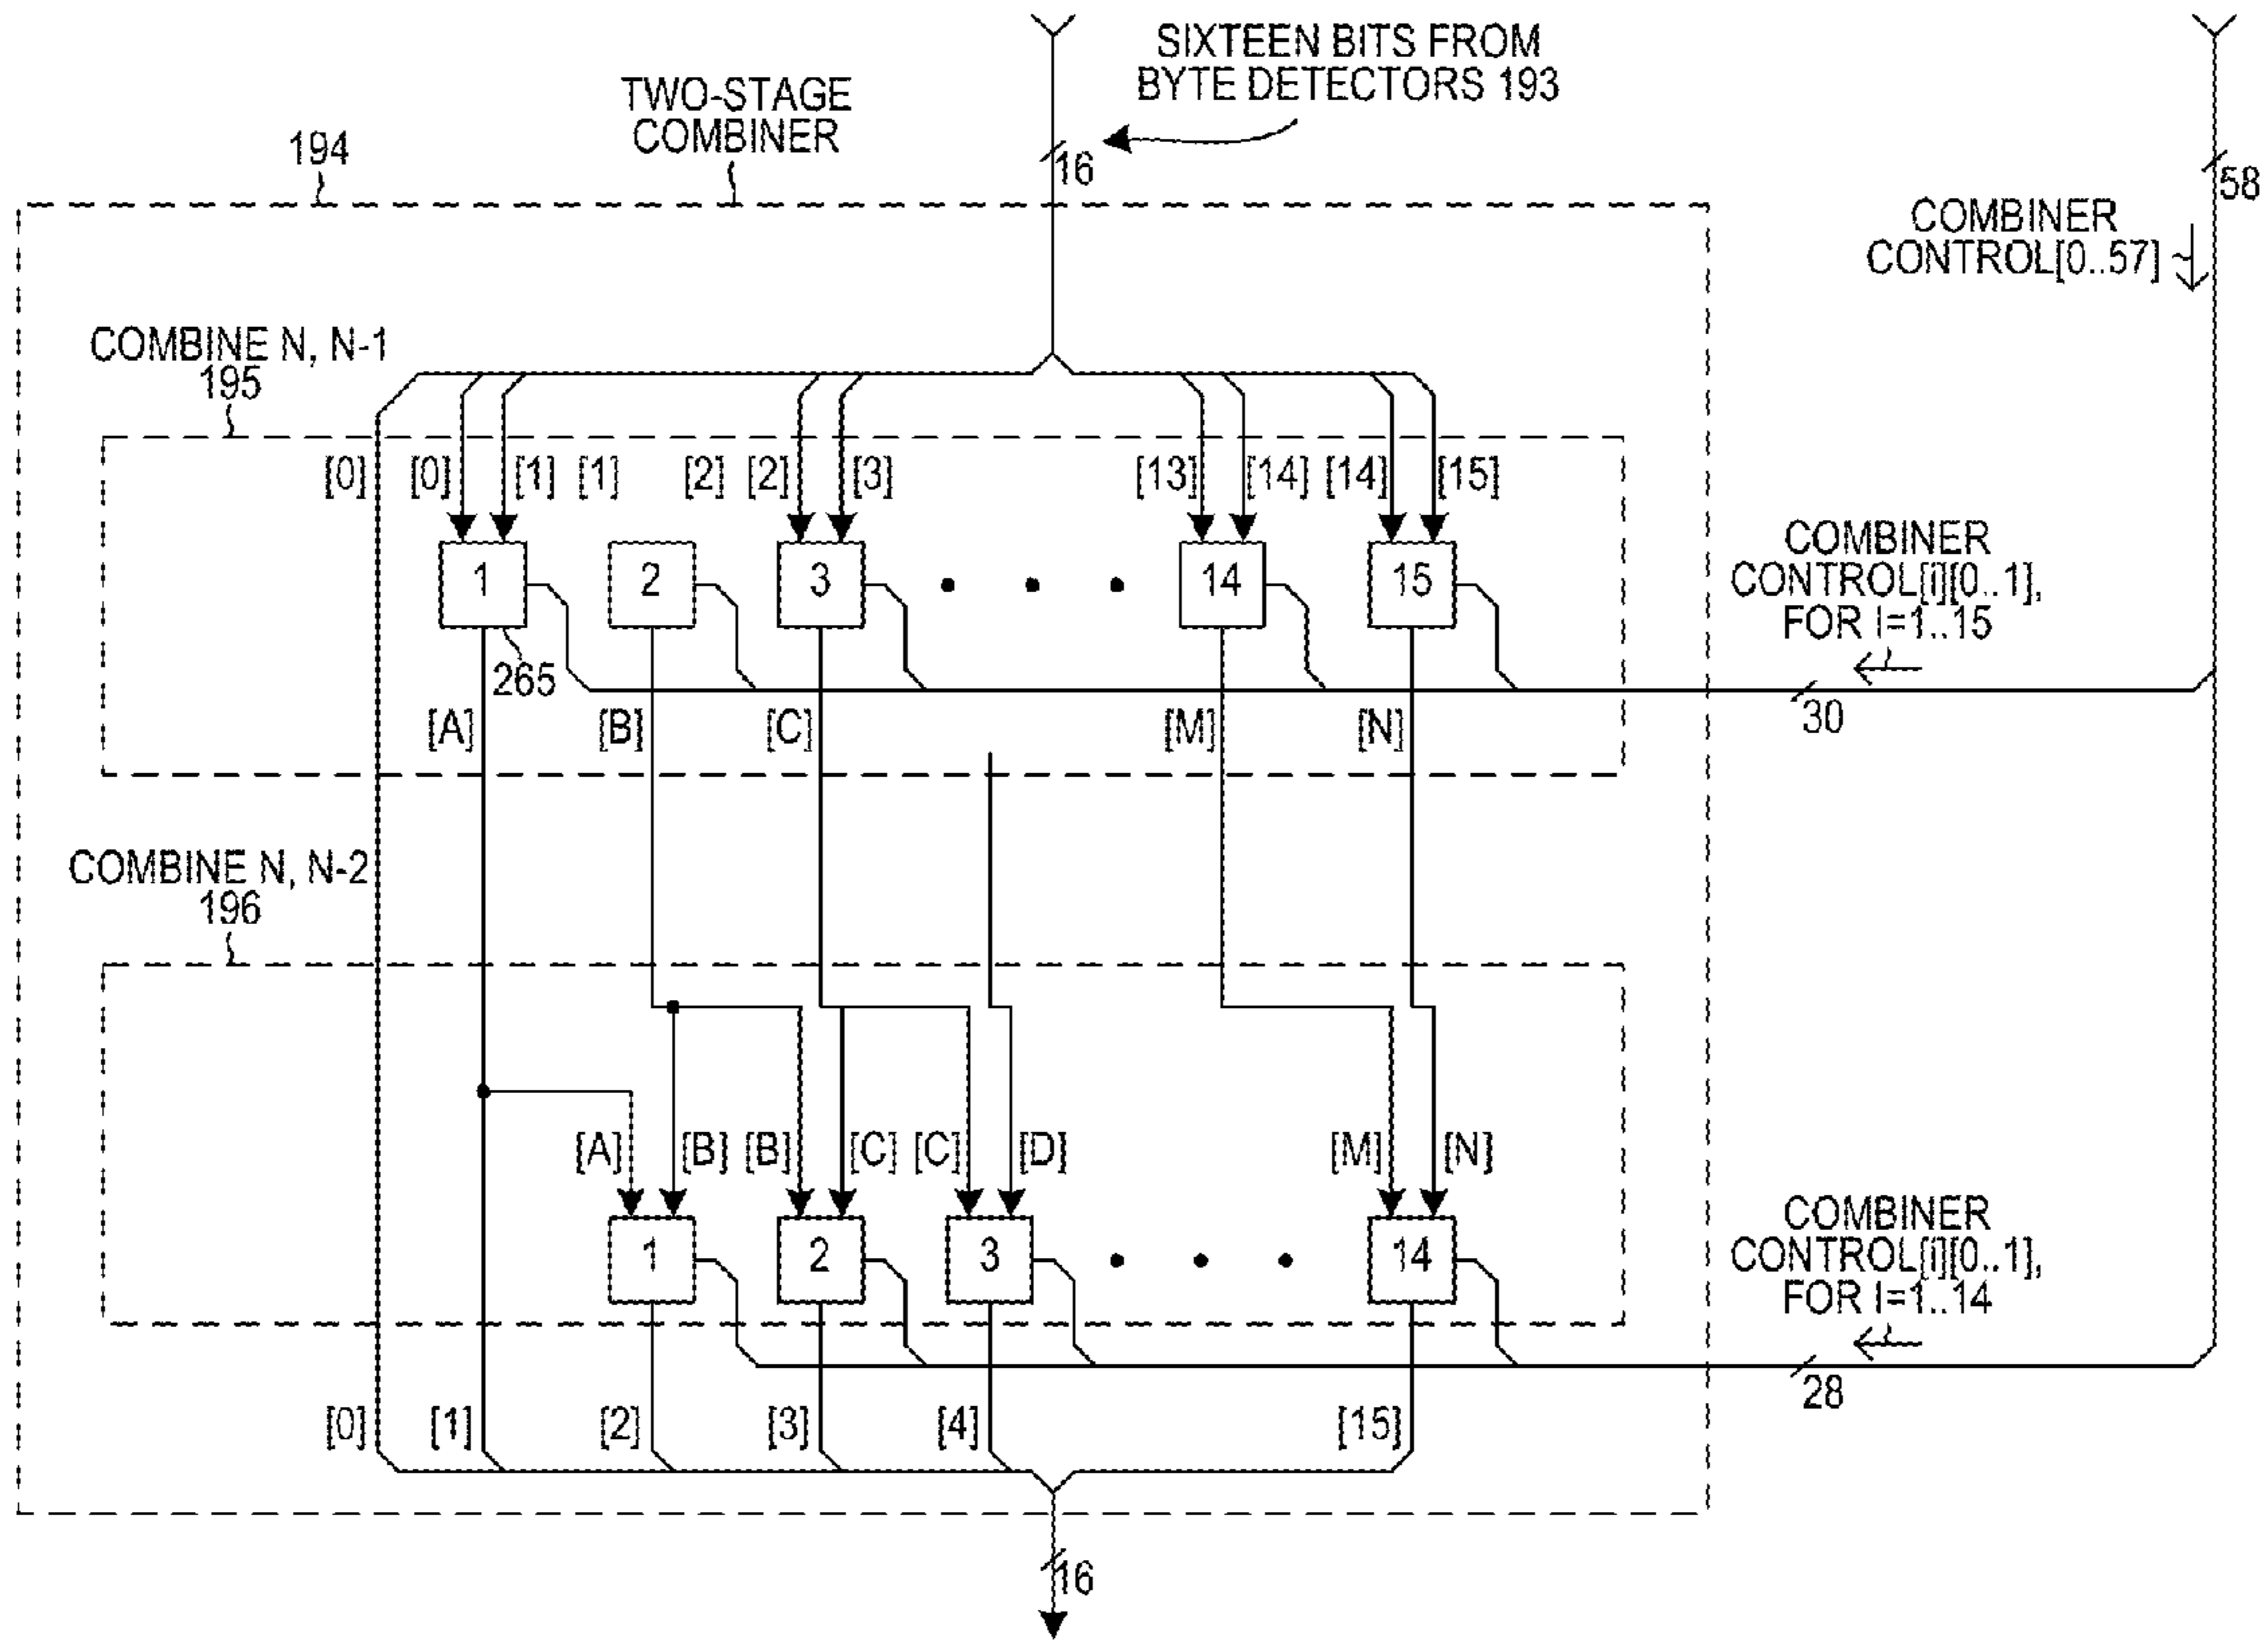 SIXTEEN BITS FROM
BYTE DETECTORS 193
TWO-STAGE
COMBINER
194
16
58
COMBINER
CONTROL[0..57]
COMBINE N, N-1
195
[0] [0] [1] [1] [2] [2] [3] [13] [14] [14] [15]
1 2 3 14 15
COMBINER
CONTROL[i][0..1],
FOR I=1..15
265
30
[A] [B] [C] [M] [N]
COMBINE N, N-2
196
[A] [B] [B] [C] [C] [D] [M] [N]
1 2 3 14
COMBINER
CONTROL[i][0..1],
FOR I=1..14
28
[0] [1] [2] [3] [4] [15]
16